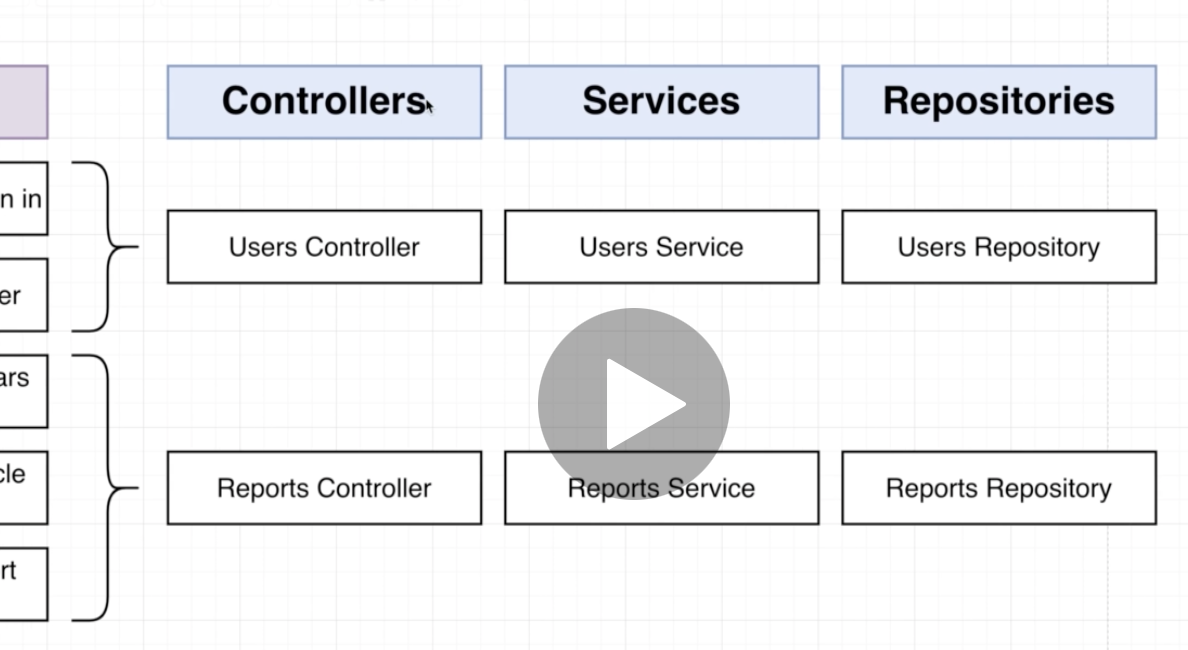 Controllers
Services
Repositories
n in
Users Controller
Users Service
Users Repository
er
ars
cle
Reports Controller
Reports Service
Reports Repository
rt